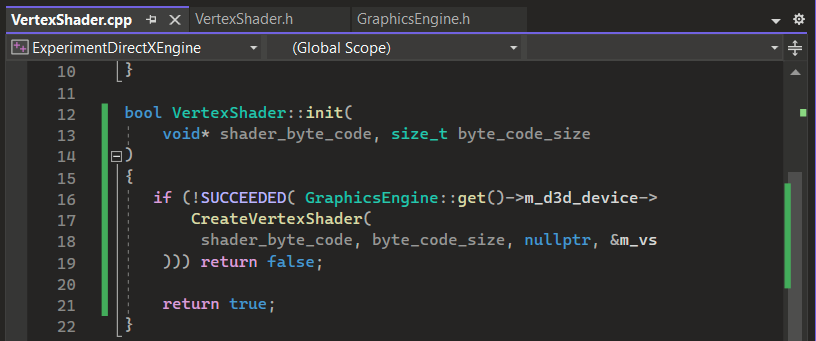 VertexShader.cpp VertexShader.h GraphicsEngine.h
ExperimentDirectXEngine (Global Scope)
10 }
11
12 bool VertexShader::init(
13 void* shader_byte_code, size_t byte_code_size
14 )
15 {
16 if (!SUCCEEDED( GraphicsEngine::get()->m_d3d_device->
17 CreateVertexShader(
18 shader_byte_code, byte_code_size, nullptr, &m_vs
19 ))) return false;
20
21 return true;
22 }